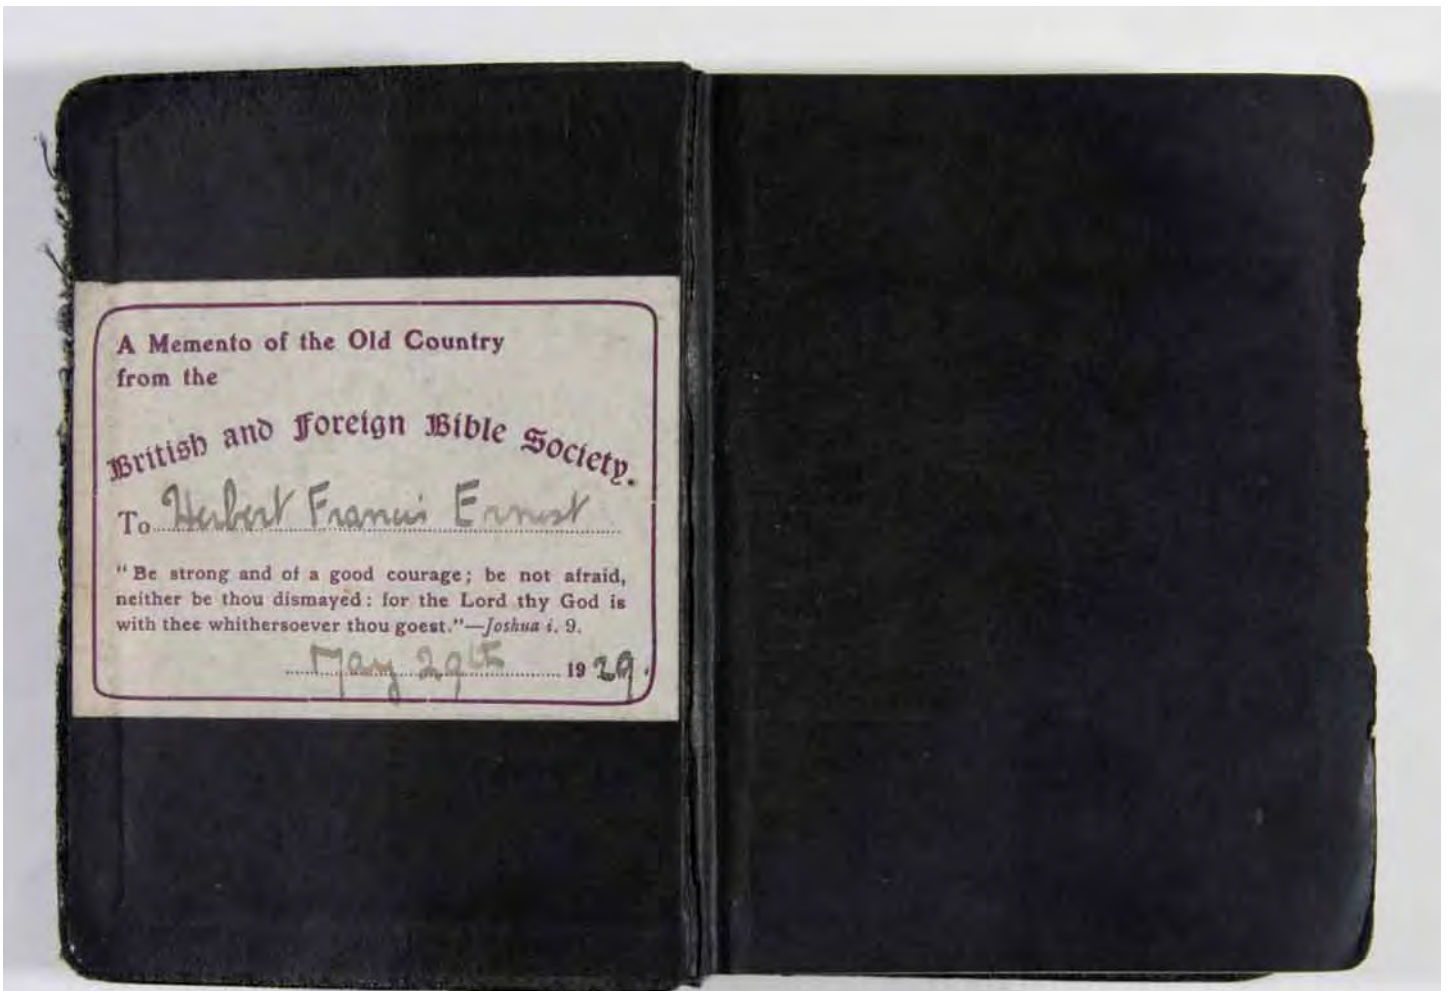 A Memento of the Old Country
from the
British and Foreign Bible Society.
To Herbert Francis Ernest
"Be strong and of a good courage; be not afraid,
neither be thou dismayed: for the Lord thy God is
with thee whithersoever thou goest."—Joshua i. 9.
May 29th 1929.